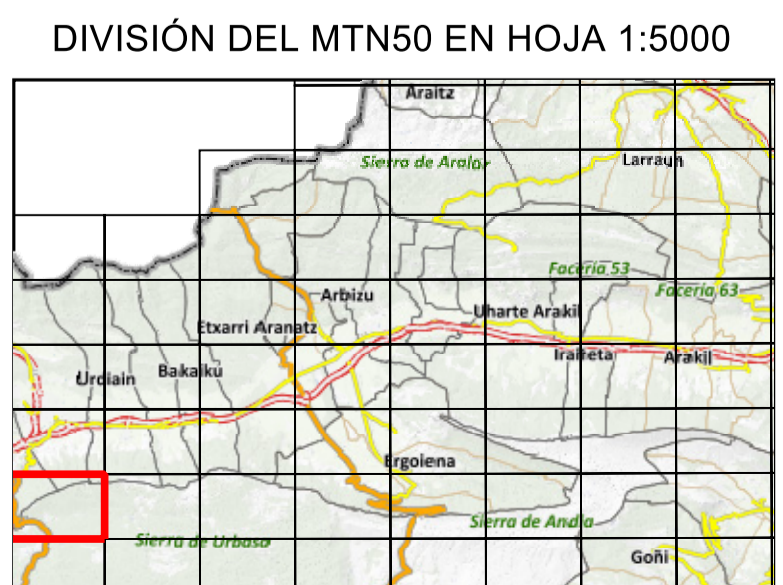 DIVISIÓN DEL MTN50 EN HOJA 1:5000
Araitz
Sierra de Aralar
Larraun
Facería 53
Facería 63
Arbizu
Uharte Arakil
Etxarri Aranatz
Irañeta
Arakil
Urdiain
Bakaiku
Ergoiena
Sierra de Andia
Sierra de Urbasa
Goñi